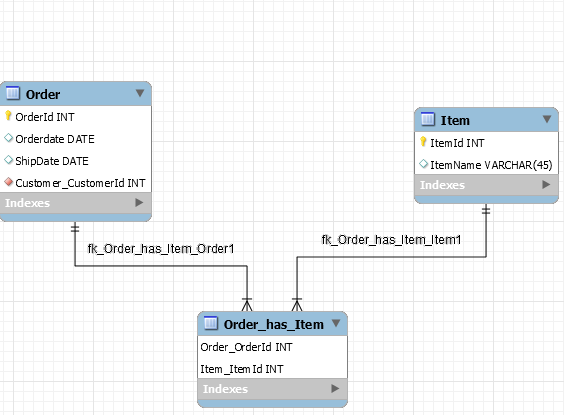 Order
OrderId INT
Orderdate DATE
ShipDate DATE
Customer_CustomerId INT
Indexes
Item
ItemId INT
ItemName VARCHAR(45)
Indexes
fk_Order_has_Item_Order1
fk_Order_has_Item_Item1
Order_has_Item
Order_OrderId INT
Item_ItemId INT
Indexes